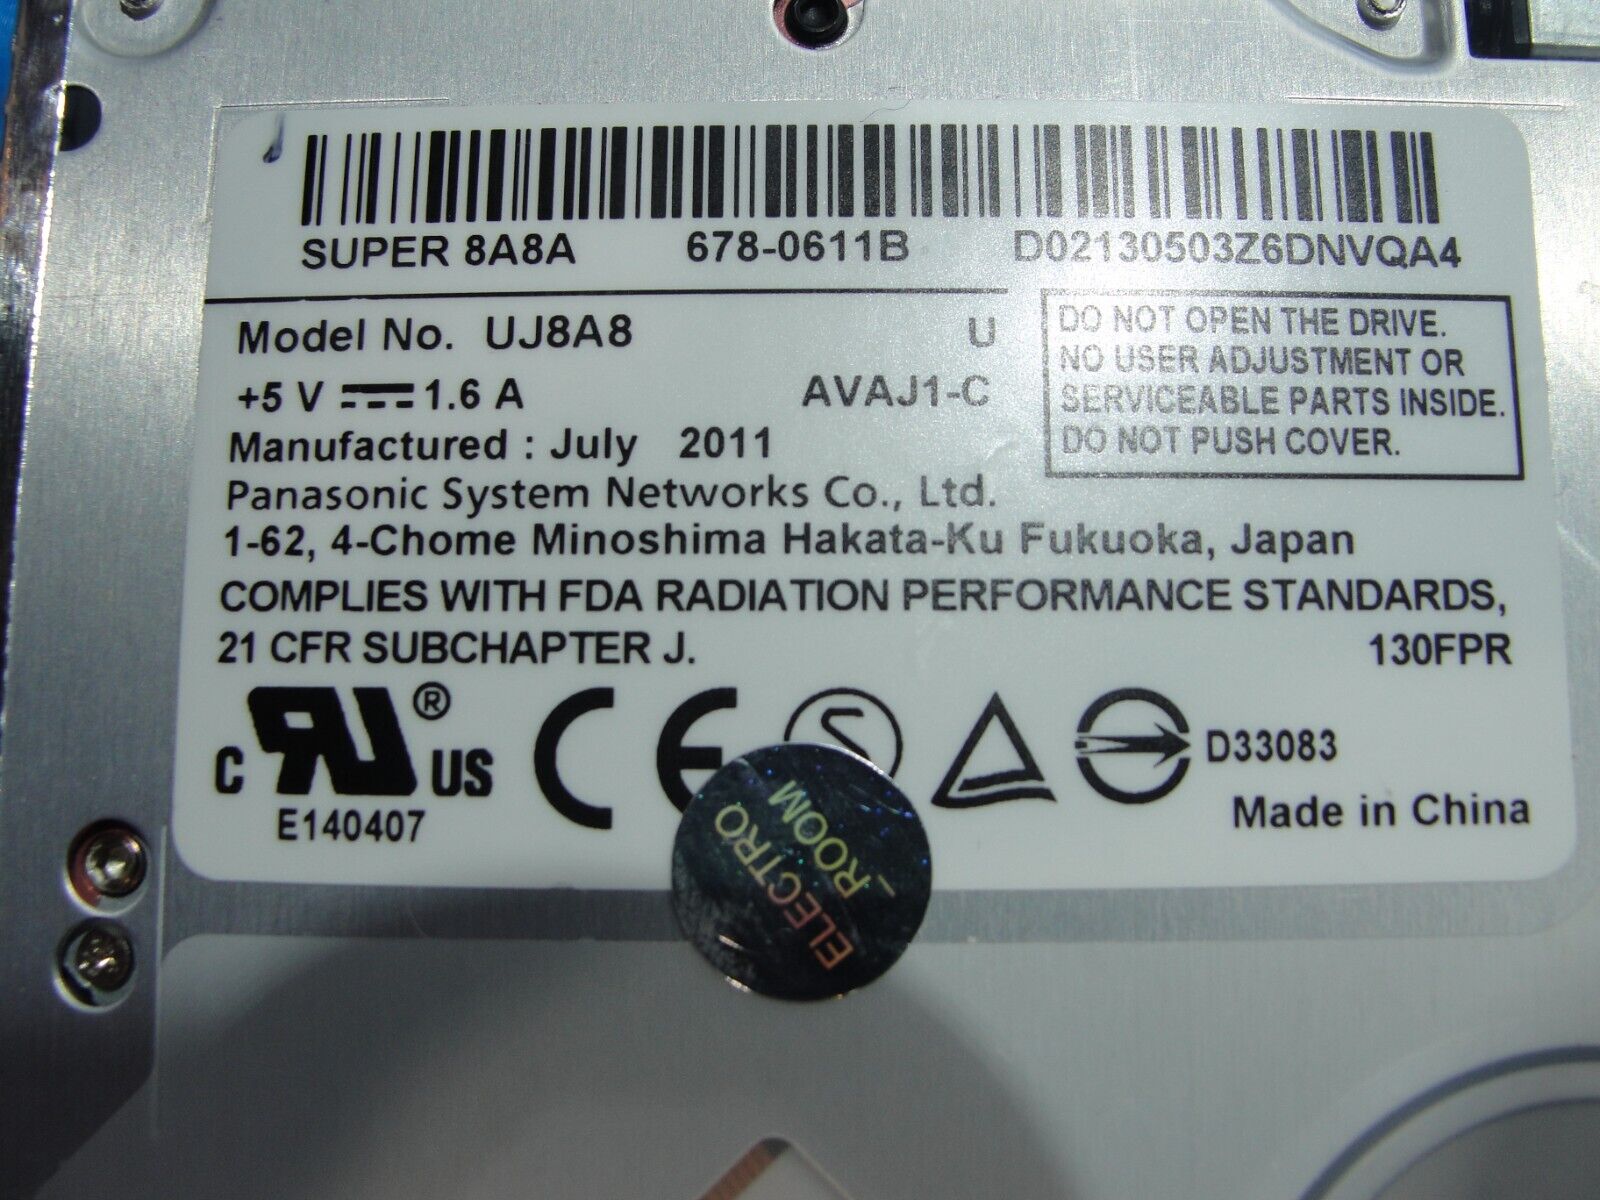 SUPER 8A8A 678-0611B D02130503Z6DNVQA4
Model No. UJ8A8 U
+5 V 1.6 A AVAJ1-C
DO NOT OPEN THE DRIVE.
NO USER ADJUSTMENT OR
SERVICEABLE PARTS INSIDE.
DO NOT PUSH COVER.
Manufactured : July 2011
Panasonic System Networks Co., Ltd.
1-62, 4-Chome Minoshima Hakata-Ku Fukuoka, Japan
COMPLIES WITH FDA RADIATION PERFORMANCE STANDARDS,
21 CFR SUBCHAPTER J. 130FPR
C RU ® US CE S D33083
E140407
Made in China
ELECTRO
_ROOM